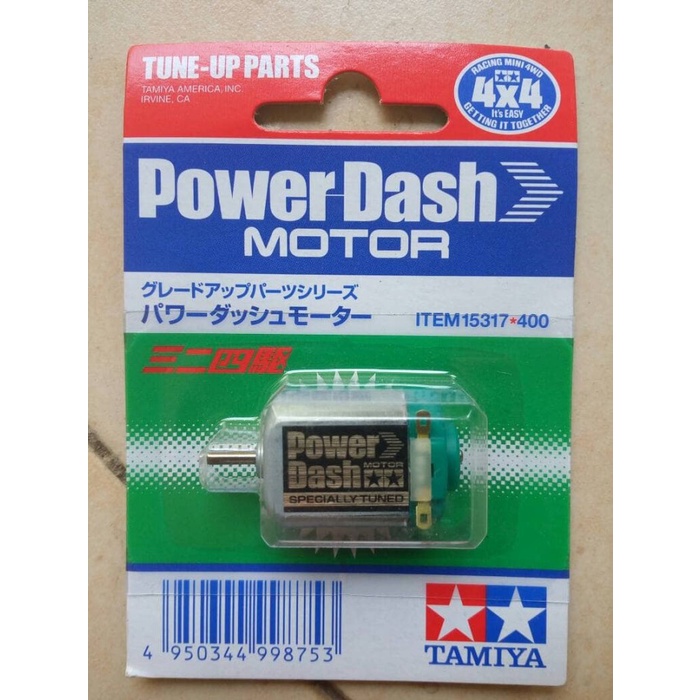 TUNE-UP PARTS
TAMIYA AMERICA, INC.
IRVINE, CA
RACING MINI 4WD
4x4
It's EASY
GETTING IT TOGETHER
Power Dash
MOTOR
グレードアップパーツシリーズ
パワーダッシュモーター
ITEM 15317★400
ミニ四駆
Power
Dash
MOTOR
SPECIALLY TUNED
4 950344 998753
TAMIYA